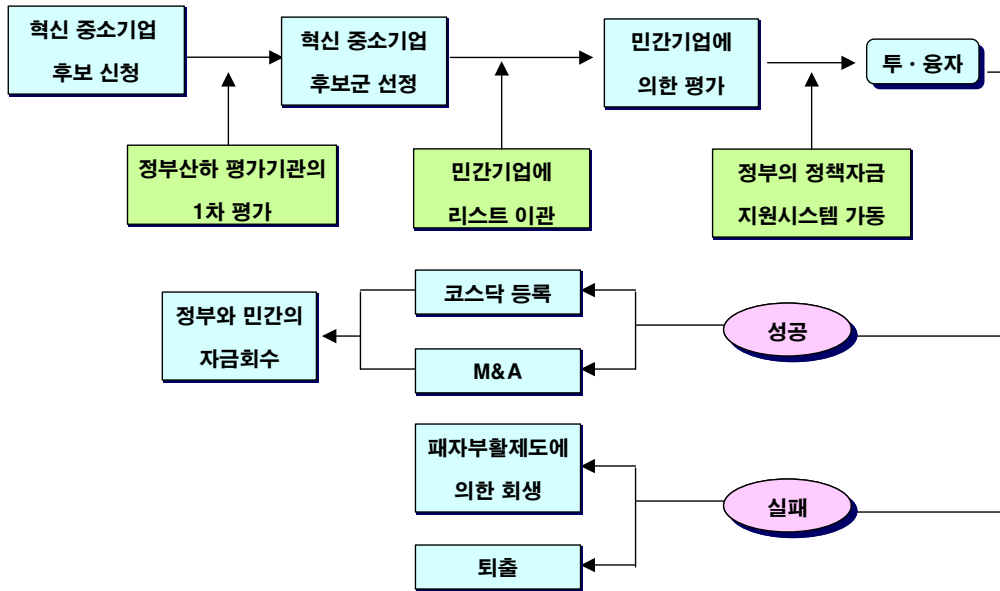 혁신 중소기업
후보 신청
혁신 중소기업
후보군 선정
민간기업에
의한 평가
투 · 융자
정부산하 평가기관의
1차 평가
민간기업에
리스트 이관
정부의 정책자금
지원시스템 가동
코스닥 등록
정부와 민간의
자금회수
성공
M&A
패자부활제도에
의한 회생
실패
퇴출